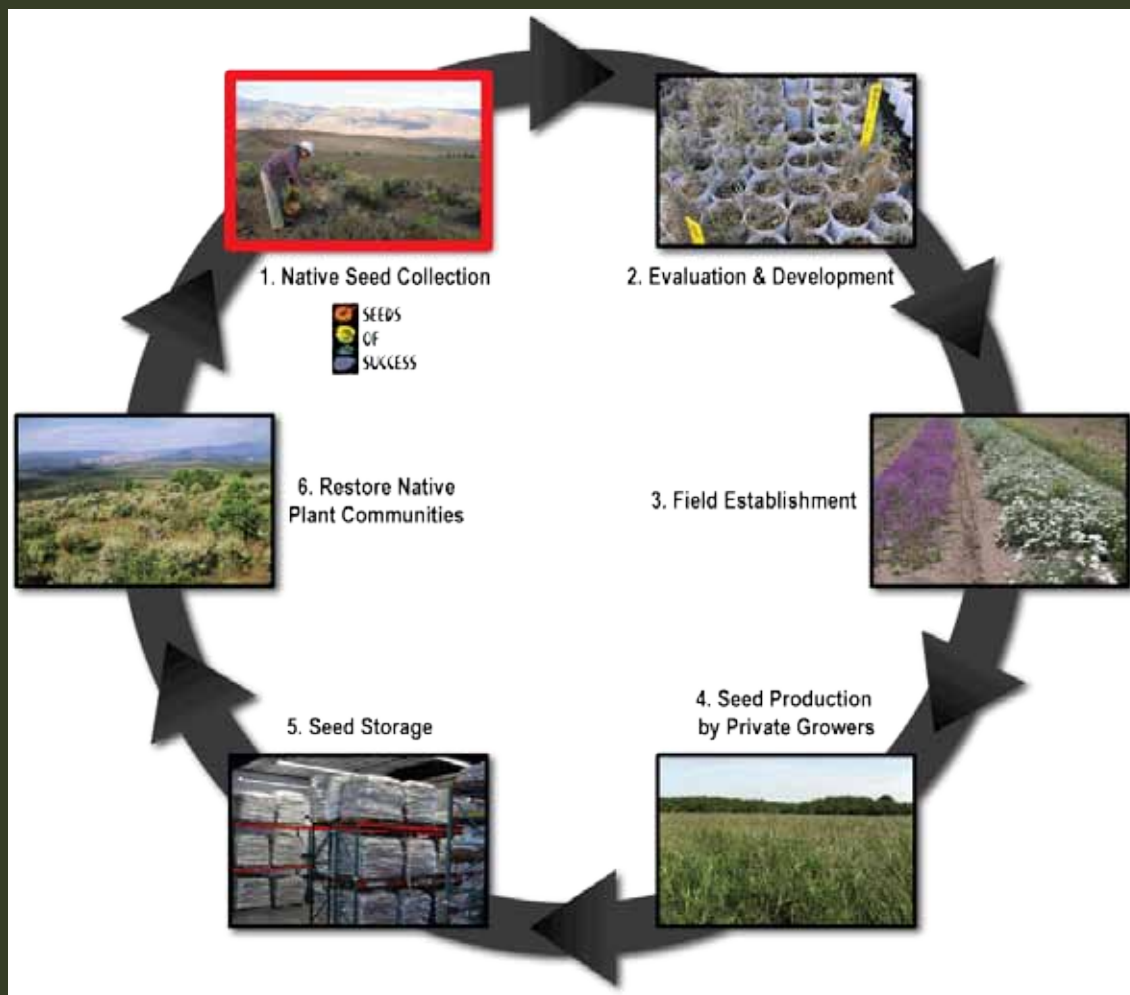 1. Native Seed Collection
SEEDS
OF
SUCCESS
2. Evaluation & Development
3. Field Establishment
4. Seed Production
by Private Growers
5. Seed Storage
6. Restore Native
Plant Communities